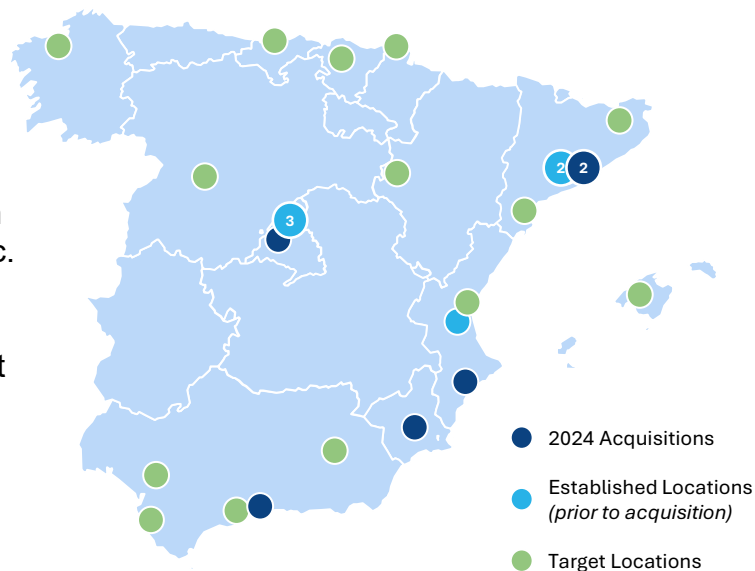 c.
t
3
2
2
2024 Acquisitions
Established Locations
(prior to acquisition)
Target Locations